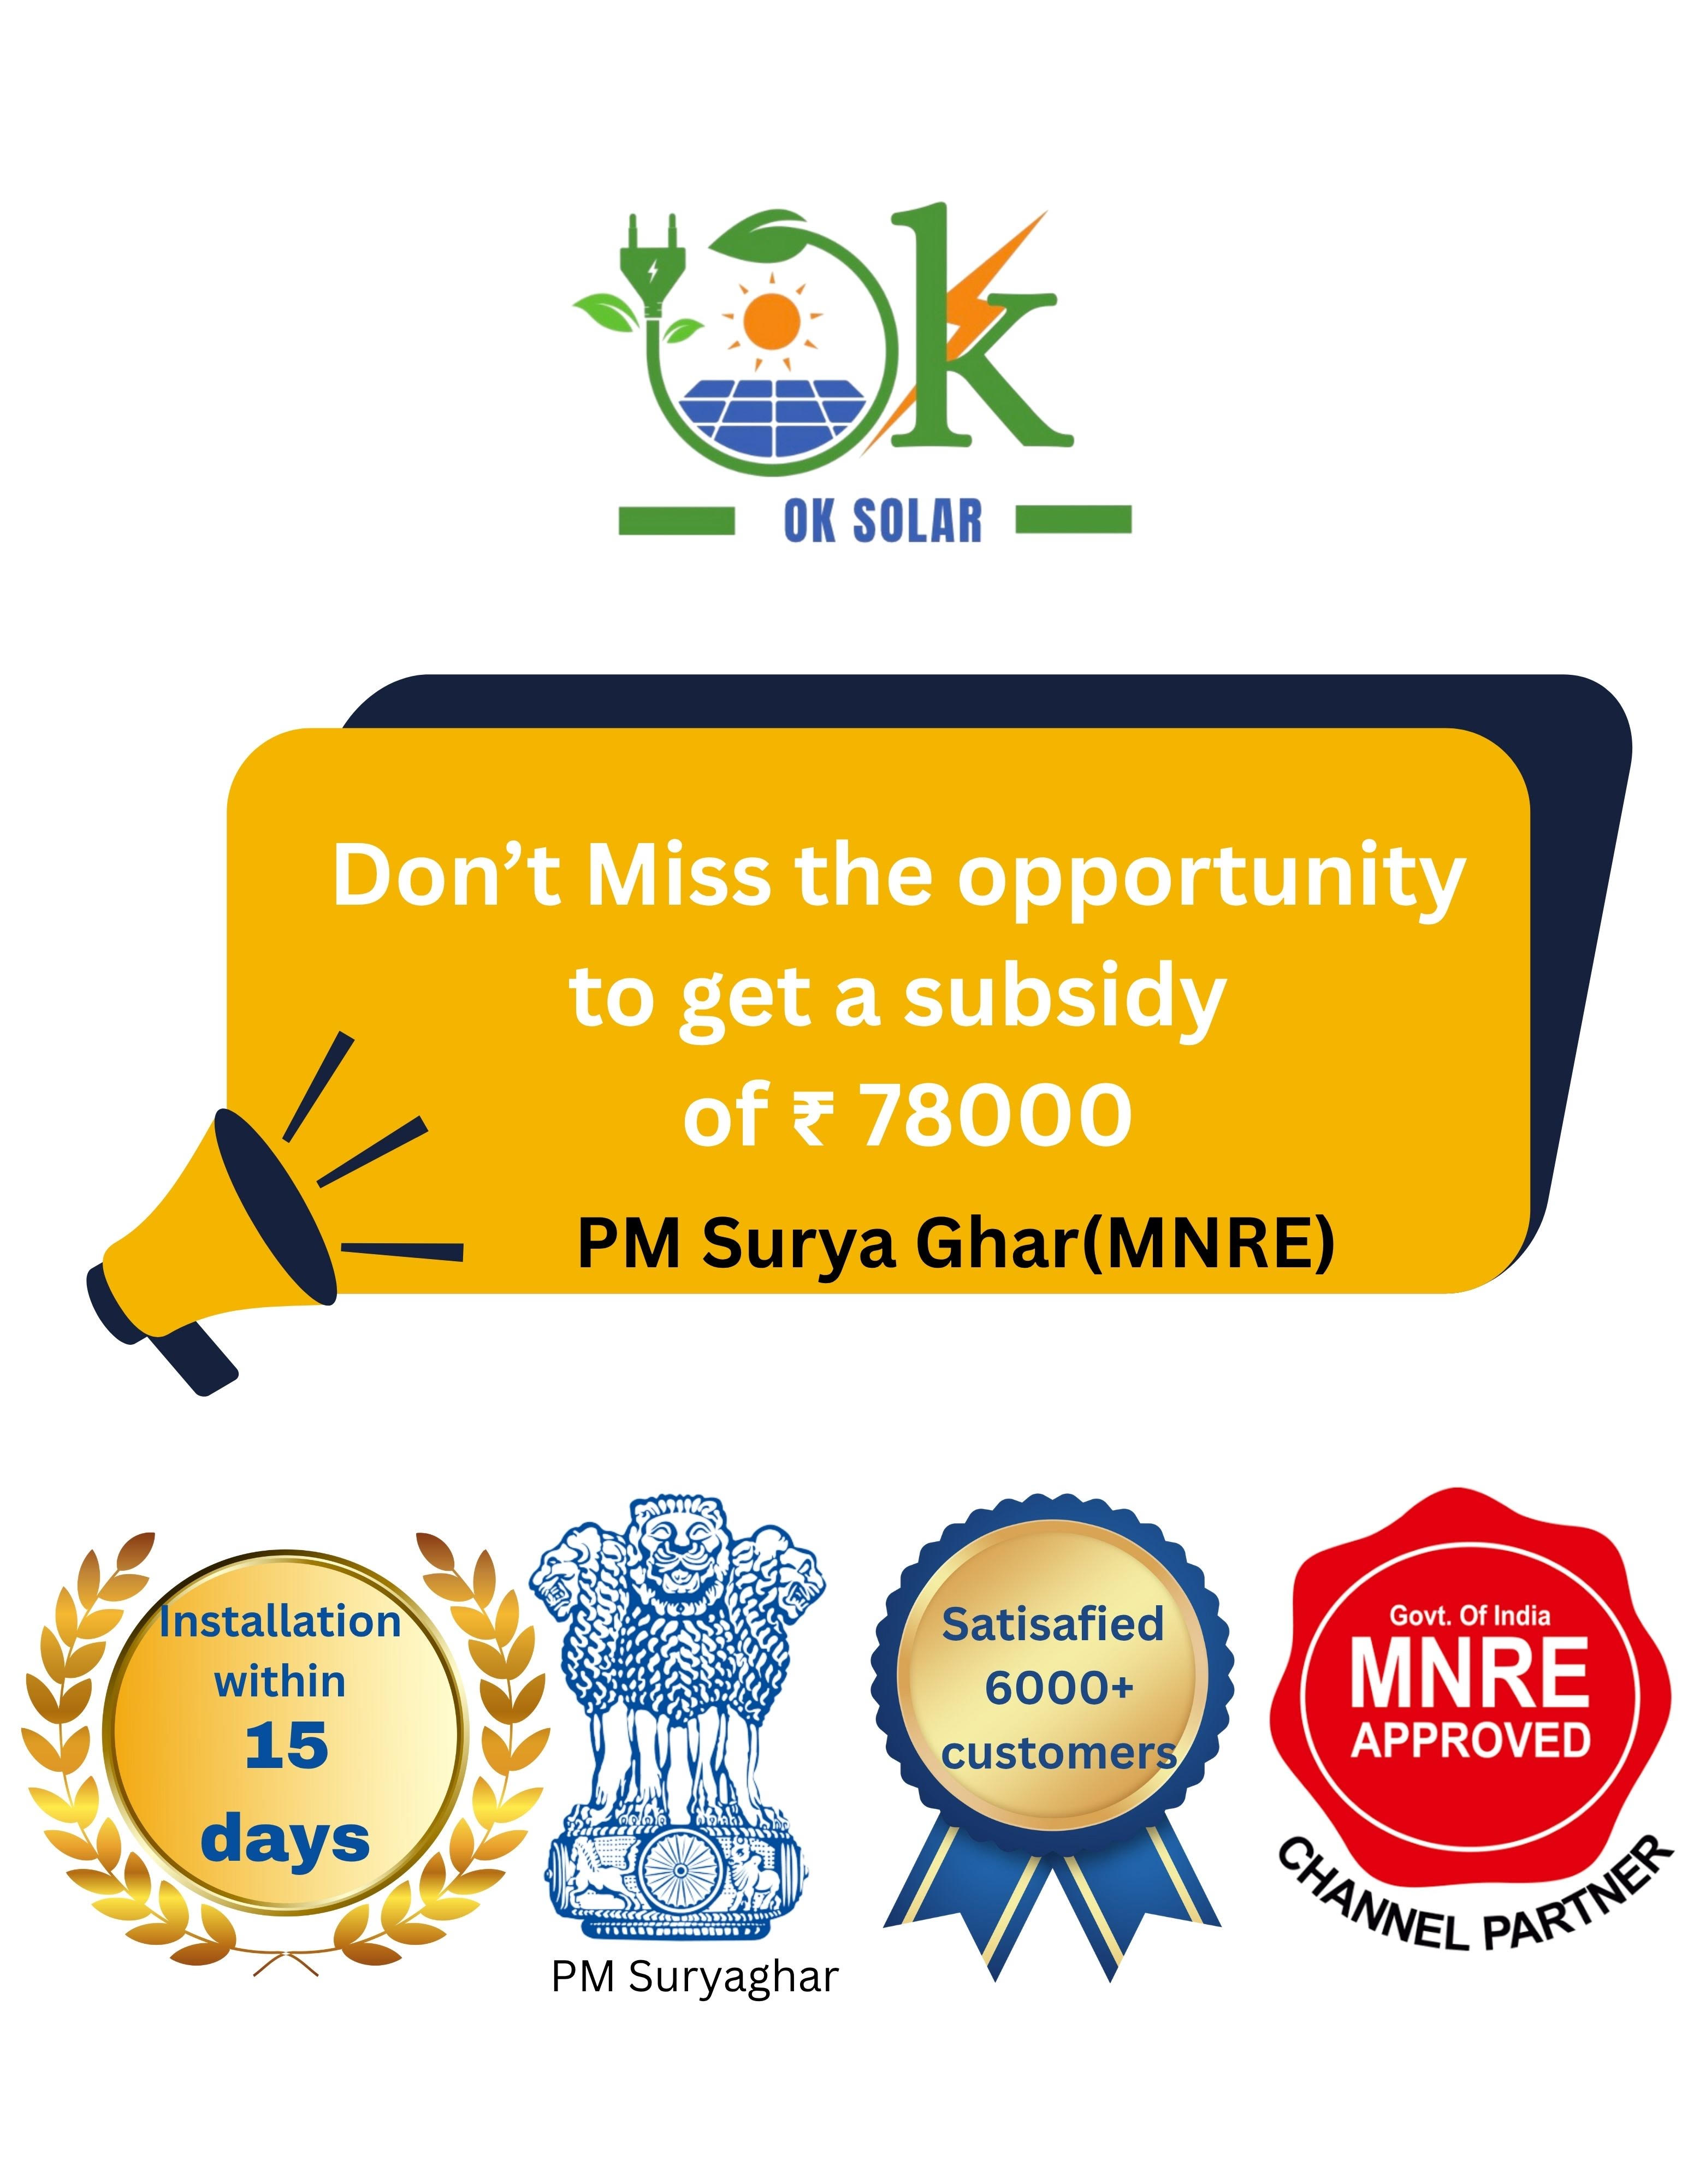 Ok
OK SOLAR
Don’t Miss the opportunity
to get a subsidy
of ₹ 78000
PM Surya Ghar(MNRE)
Installation
within
15
days
PM Suryaghar
Satisafied
6000+
customers
Govt. Of India
MNRE
APPROVED
CHANNEL PARTNER